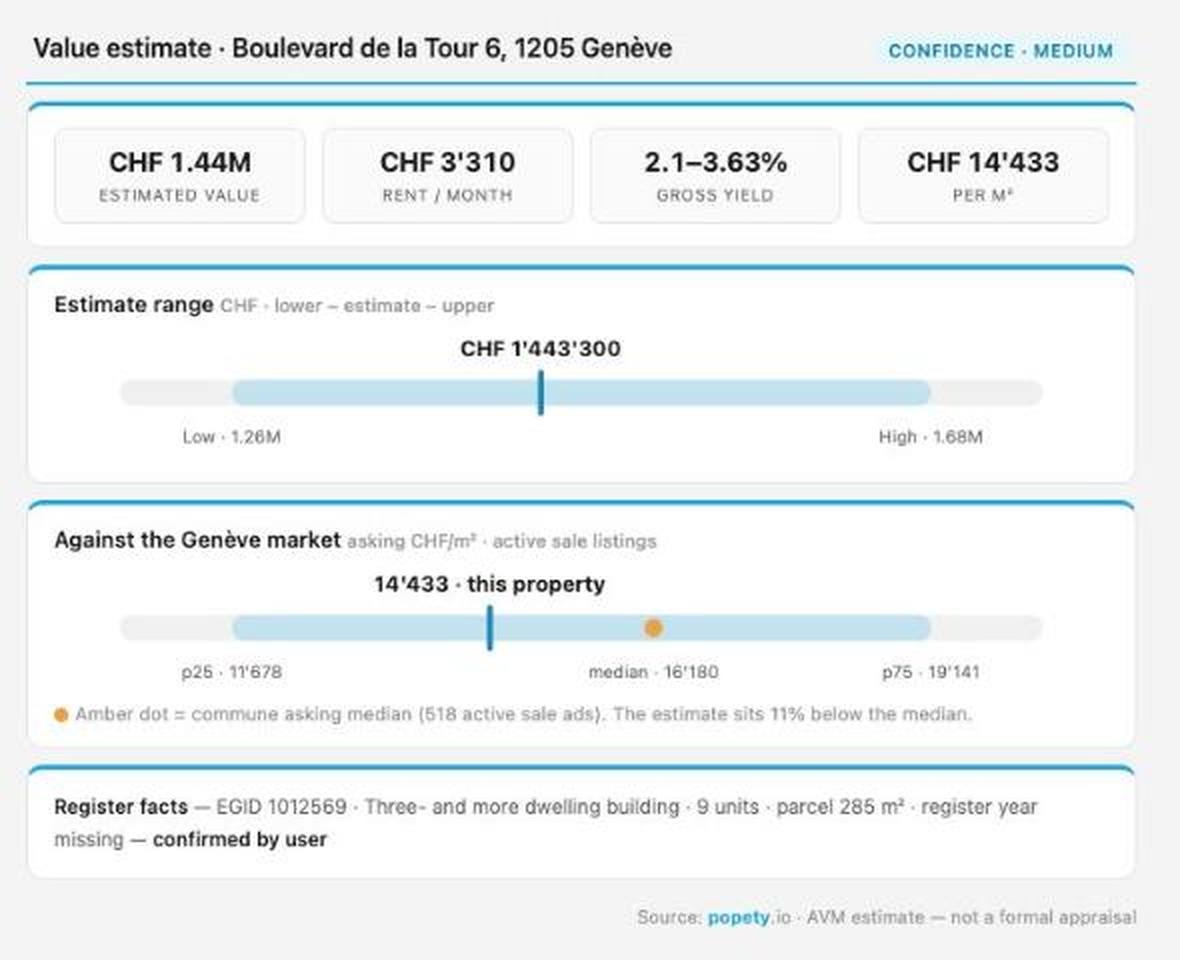 Value estimate · Boulevard de la Tour 6, 1205 Genève
CONFIDENCE · MEDIUM
CHF 1.44M
ESTIMATED VALUE
CHF 3'310
RENT / MONTH
2.1–3.63%
GROSS YIELD
CHF 14'433
PER M²
Estimate range CHF · lower – estimate – upper
CHF 1'443'300
Low · 1.26M
High · 1.68M
Against the Genève market asking CHF/m² · active sale listings
14'433 · this property
p25 · 11'678
median · 16'180
p75 · 19'141
Amber dot = commune asking median (518 active sale ads). The estimate sits 11% below the median.
Register facts — EGID 1012569 · Three- and more dwelling building · 9 units · parcel 285 m² · register year
missing — confirmed by user
Source: popety.io · AVM estimate — not a formal appraisal